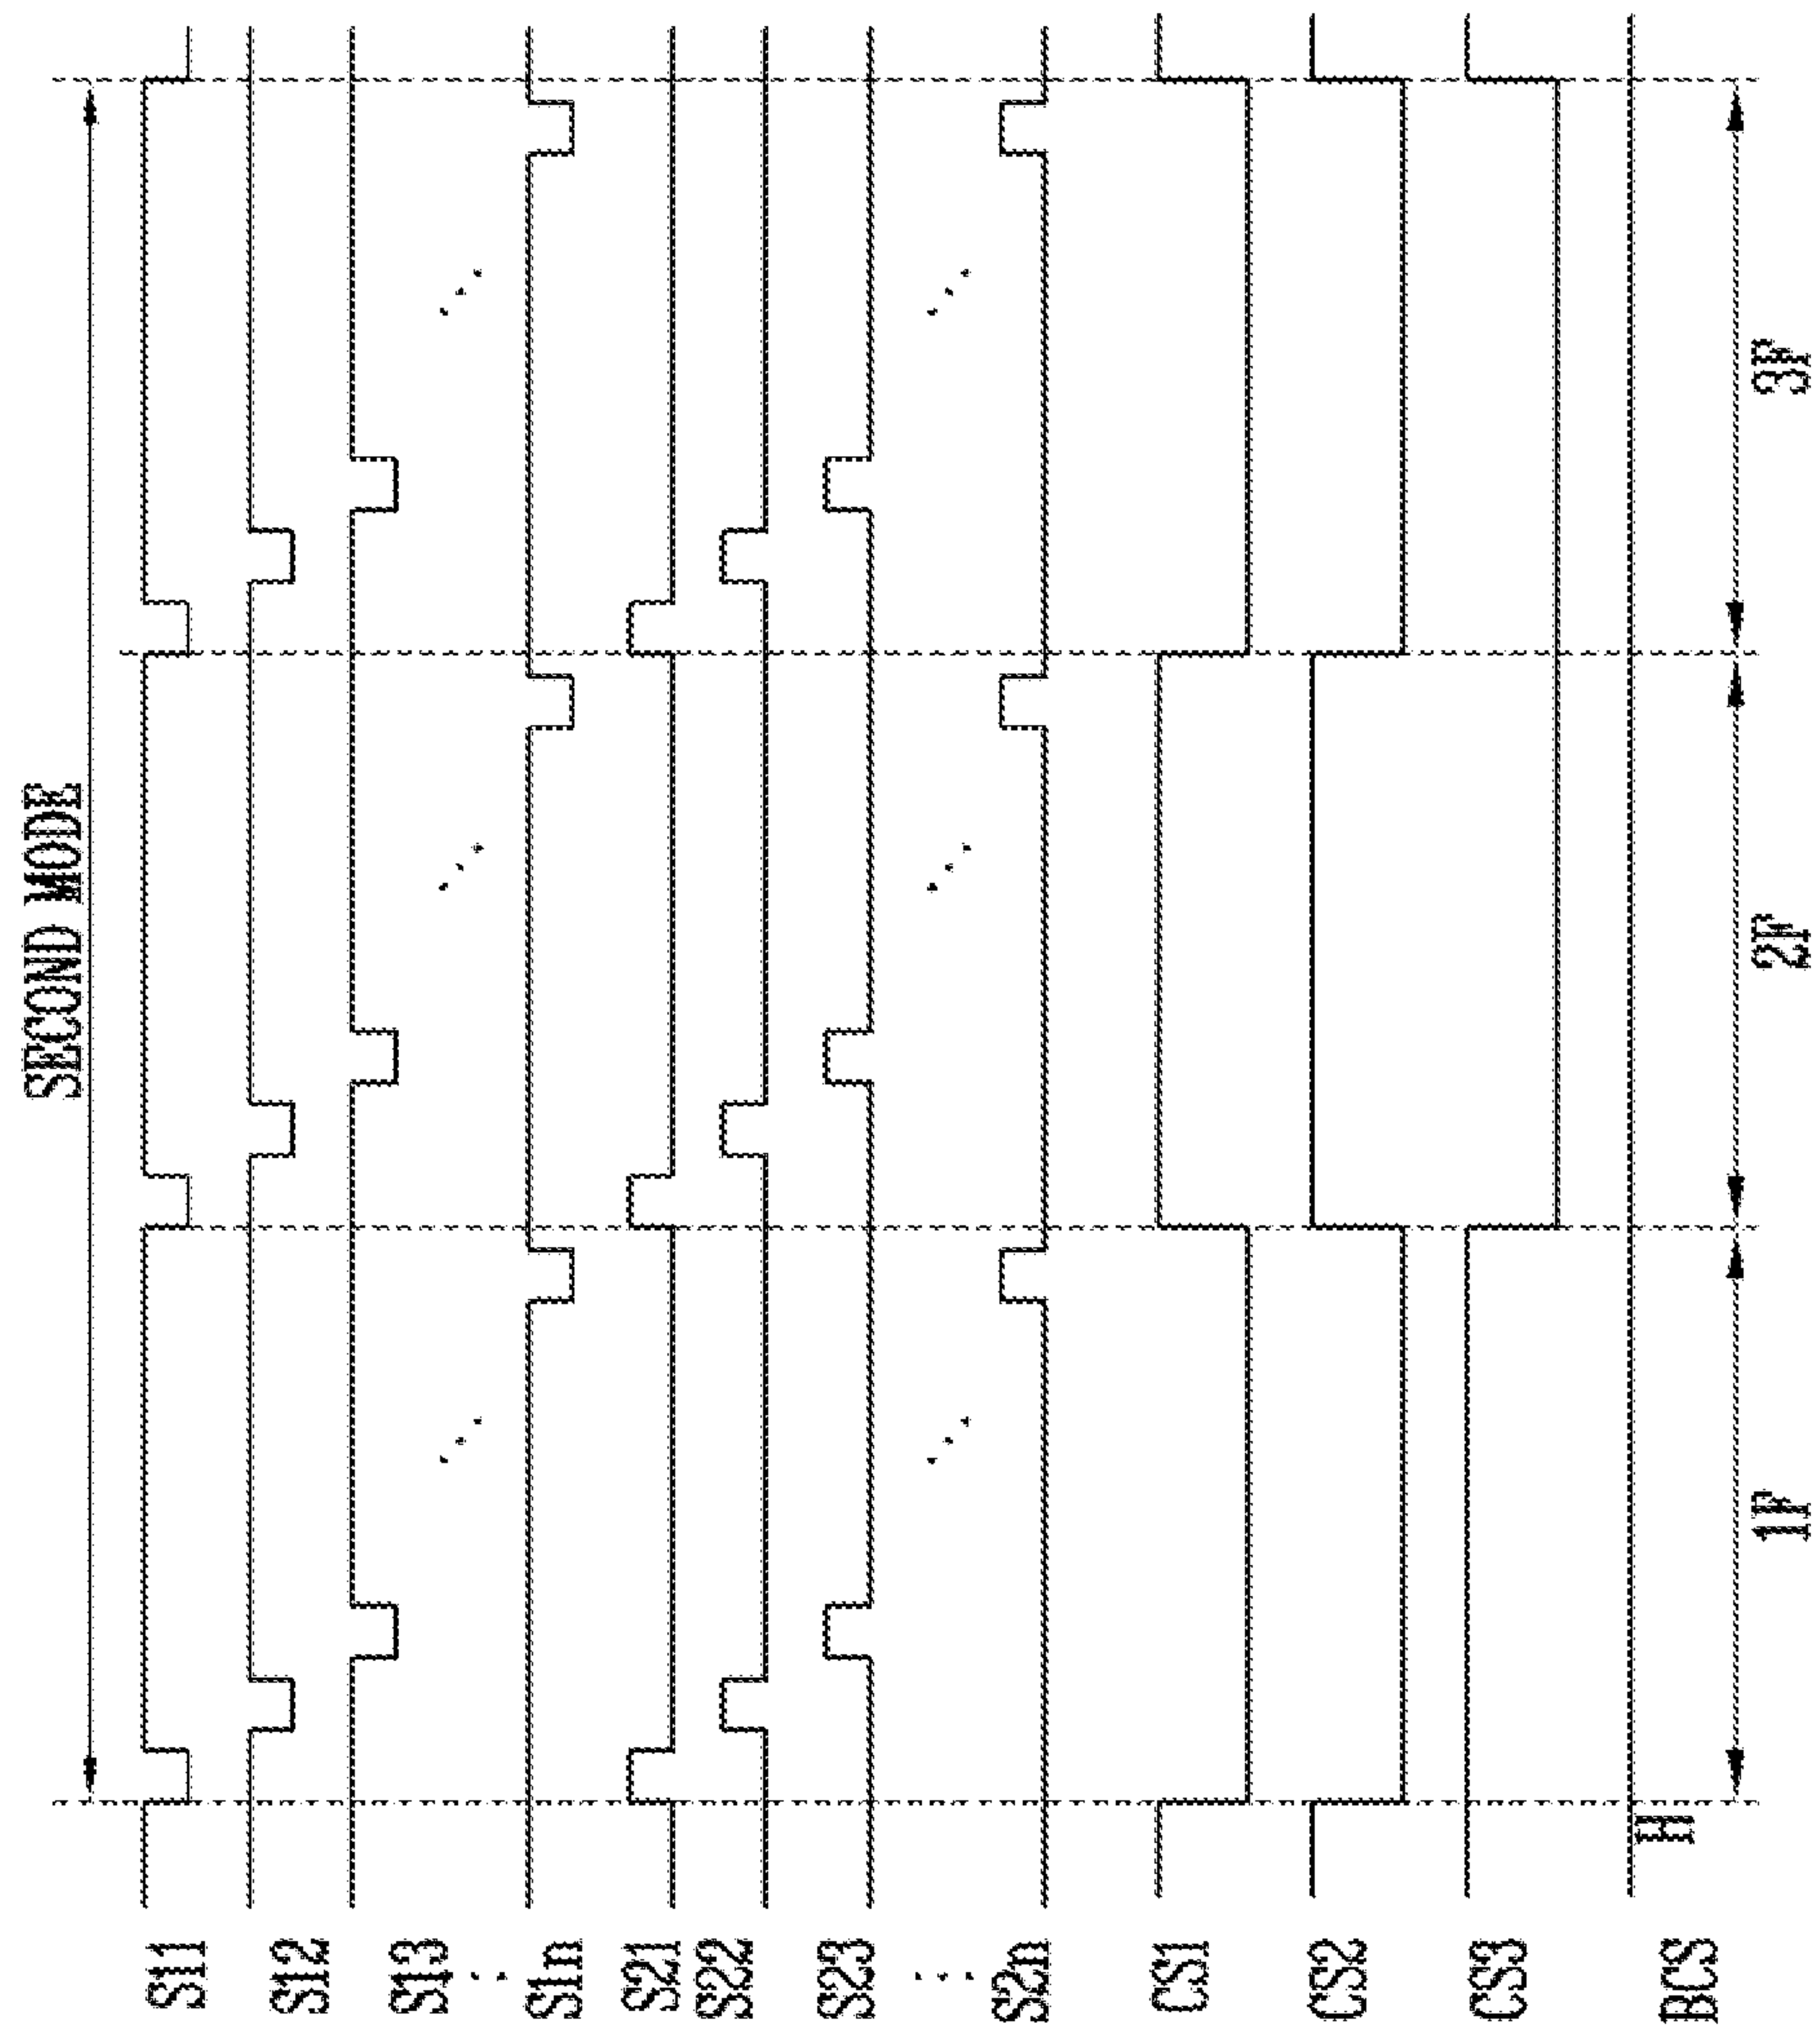 SECOND MODE
S11
S12
S13
S1n
S21
S22
S23
S2n
CS1
CS2
CS3
BCS
H
1F
2F
3F